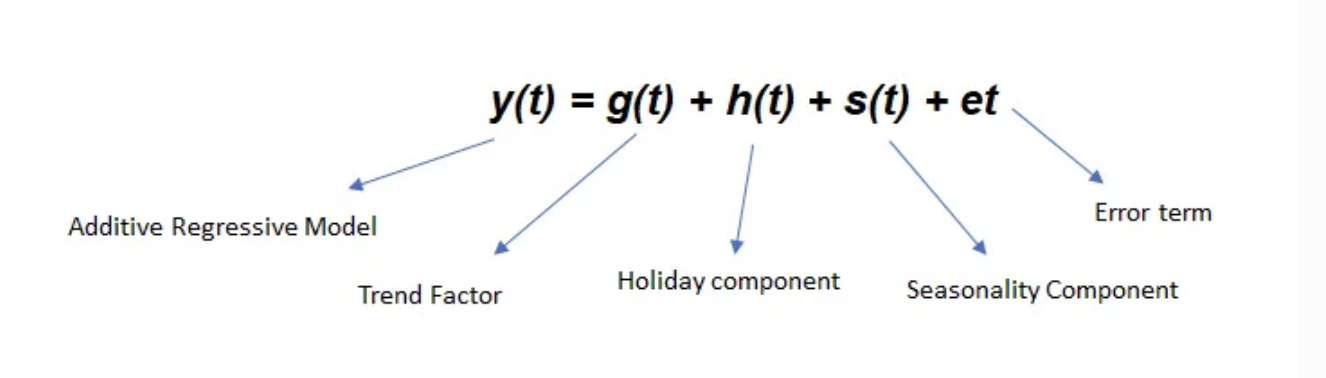 y(t) = g(t) + h(t) + s(t) + et
Additive Regressive Model
Trend Factor
Holiday component
Seasonality Component
Error term